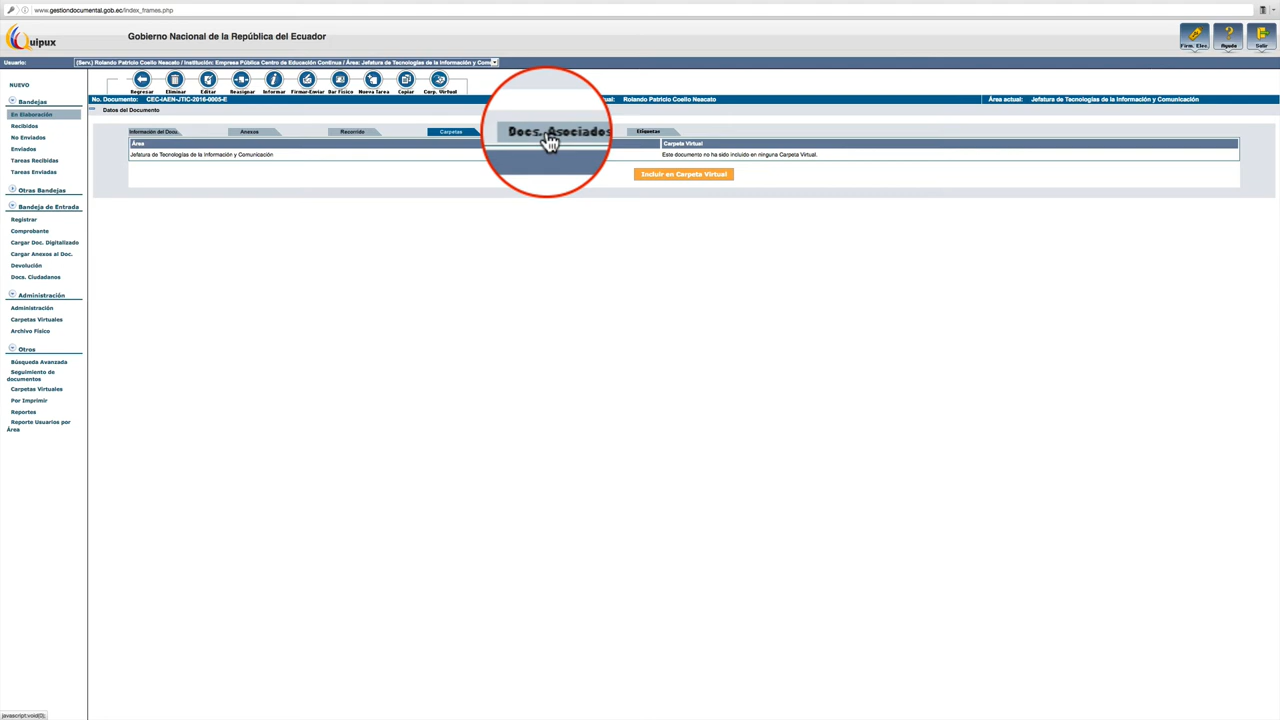 www.gestiondocumental.gob.ec/index_frames.php
Quipux
Gobierno Nacional de la República del Ecuador
Firm. Elec.
Ayuda
Salir
Usuario:
(Serv.) Rolando Patricio Coello Neacato / Institución: Empresa Pública Centro de Educación Continua / Área: Jefatura de Tecnologías de la Información y Com
NUEVO
Bandejas
En Elaboración
Recibidos
No Enviados
Enviados
Tareas Recibidas
Tareas Enviadas
Otras Bandejas
Bandeja de Entrada
Registrar
Comprobante
Cargar Doc. Digitalizado
Cargar Anexos al Doc.
Devolución
Docs. Ciudadanos
Administración
Administración
Carpetas Virtuales
Archivo Físico
Otros
Búsqueda Avanzada
Seguimiento de
documentos
Carpetas Virtuales
Por Imprimir
Reportes
Reporte Usuarios por
Área
Regresar
Eliminar
Editar
Reasignar
Informar
Firmar-Enviar
Dar Físico
Nueva Tarea
Copiar
Carp. Virtual
No. Documento: CEC-IAEN-JTIC-2016-0005-E
ual: Rolando Patricio Coello Neacato
Área actual: Jefatura de Tecnologías de la Información y Comunicación
Datos del Documento
Información del Docu
Anexos
Recorrido
Carpetas
Docs. Asociados
Etiquetas
Área
Carpeta Virtual
Jefatura de Tecnologías de la Información y Comunicación
Este documento no ha sido incluido en ninguna Carpeta Virtual.
Incluir en Carpeta Virtual
javascript:void(0);